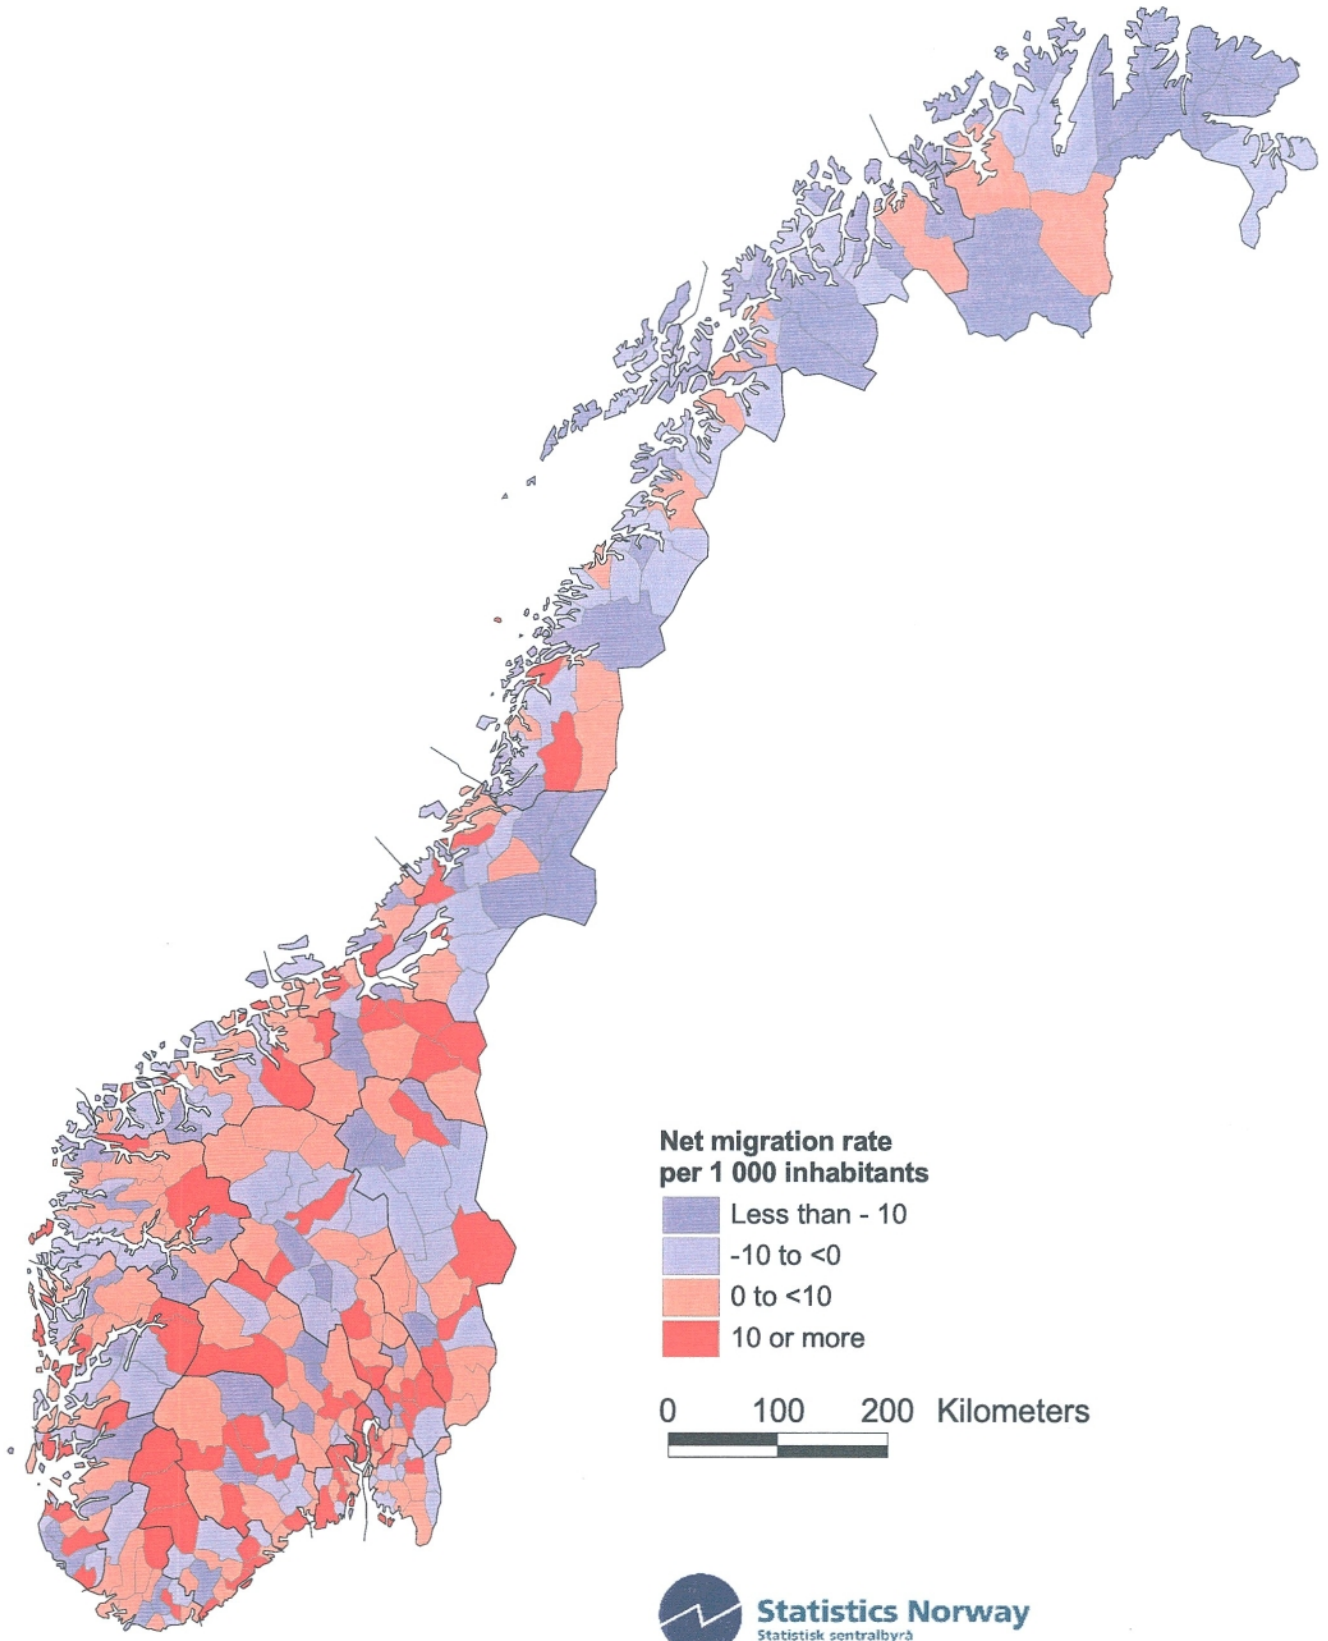 Net migration rate
per 1 000 inhabitants
Less than - 10
-10 to <0
0 to <10
10 or more
0 100 200 Kilometers
Statistics Norway
Statistisk sentralbyrå